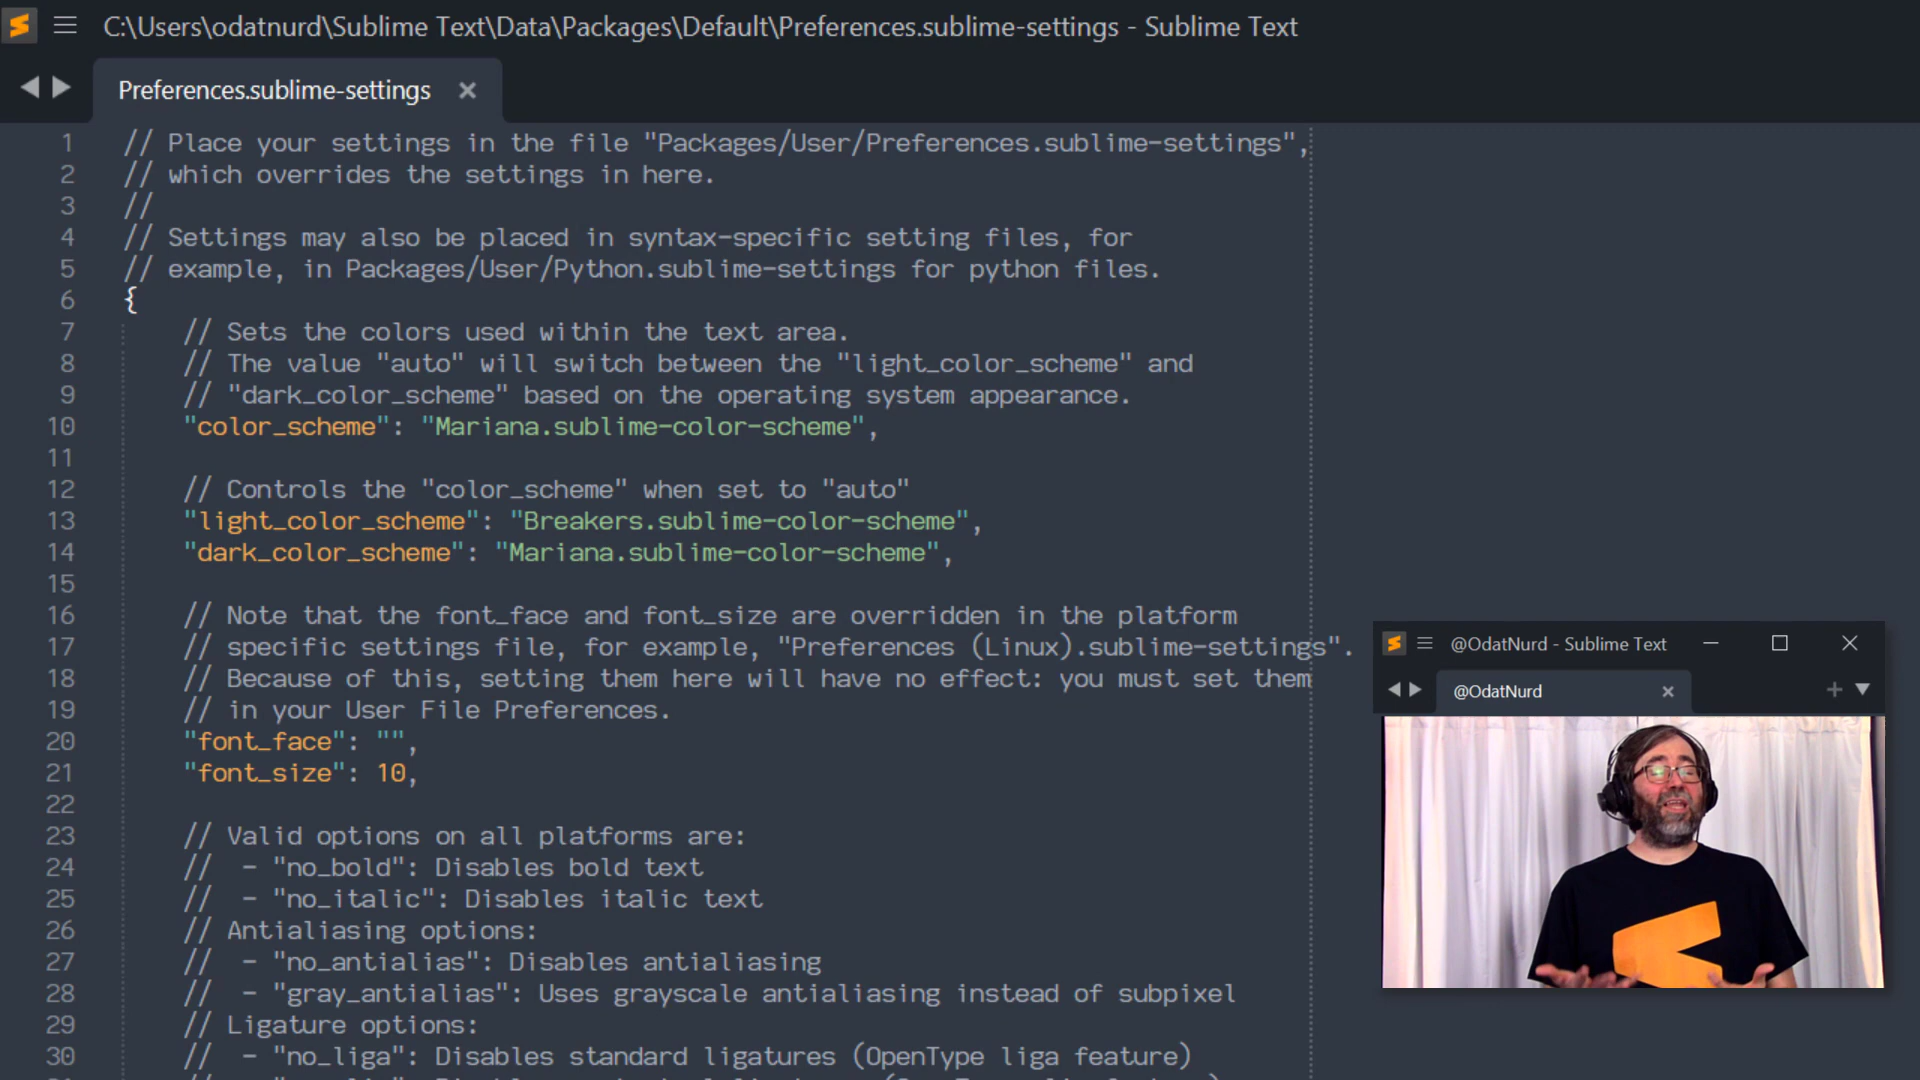 C:\Users\odatnurd\Sublime Text\Data\Packages\Default\Preferences.sublime-settings - Sublime Text
Preferences.sublime-settings ×
1 // Place your settings in the file "Packages/User/Preferences.sublime-settings",
2 // which overrides the settings in here.
3 //
4 // Settings may also be placed in syntax-specific setting files, for
5 // example, in Packages/User/Python.sublime-settings for python files.
6 {
7 // Sets the colors used within the text area.
8 // The value "auto" will switch between the "light_color_scheme" and
9 // "dark_color_scheme" based on the operating system appearance.
10 "color_scheme": "Mariana.sublime-color-scheme",
11
12 // Controls the "color_scheme" when set to "auto"
13 "light_color_scheme": "Breakers.sublime-color-scheme",
14 "dark_color_scheme": "Mariana.sublime-color-scheme",
15
16 // Note that the font_face and font_size are overridden in the platform
17 // specific settings file, for example, "Preferences (Linux).sublime-settings".
18 // Because of this, setting them here will have no effect: you must set them
19 // in your User File Preferences.
20 "font_face": "",
21 "font_size": 10,
22
23 // Valid options on all platforms are:
24 //  - "no_bold": Disables bold text
25 //  - "no_italic": Disables italic text
26 // Antialiasing options:
27 //  - "no_antialias": Disables antialiasing
28 //  - "gray_antialias": Uses grayscale antialiasing instead of subpixel
29 // Ligature options:
30 //  - "no_liga": Disables standard ligatures (OpenType liga feature)
@OdatNurd - Sublime Text
@OdatNurd ×